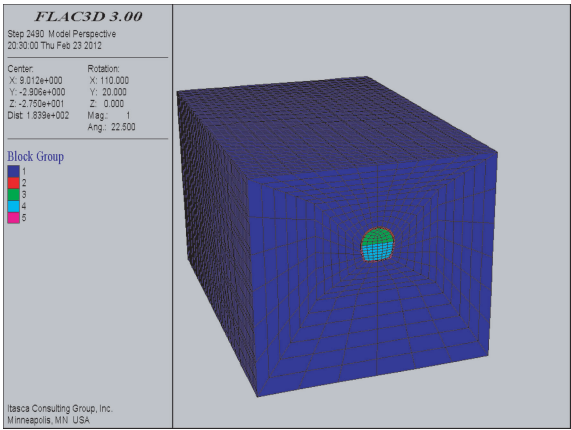 FLAC3D 3.00
Step 2490 Model Perspective
20:30:00 Thu Feb 23 2012
Center: Rotation:
X: 9.012e+000 X: 110.000
Y: -2.906e+000 Y: 20.000
Z: -2.750e+001 Z: 0.000
Dist: 1.839e+002 Mag.: 1
Ang.: 22.500
Block Group
1
2
3
4
5
Itasca Consulting Group, Inc.
Minneapolis, MN USA